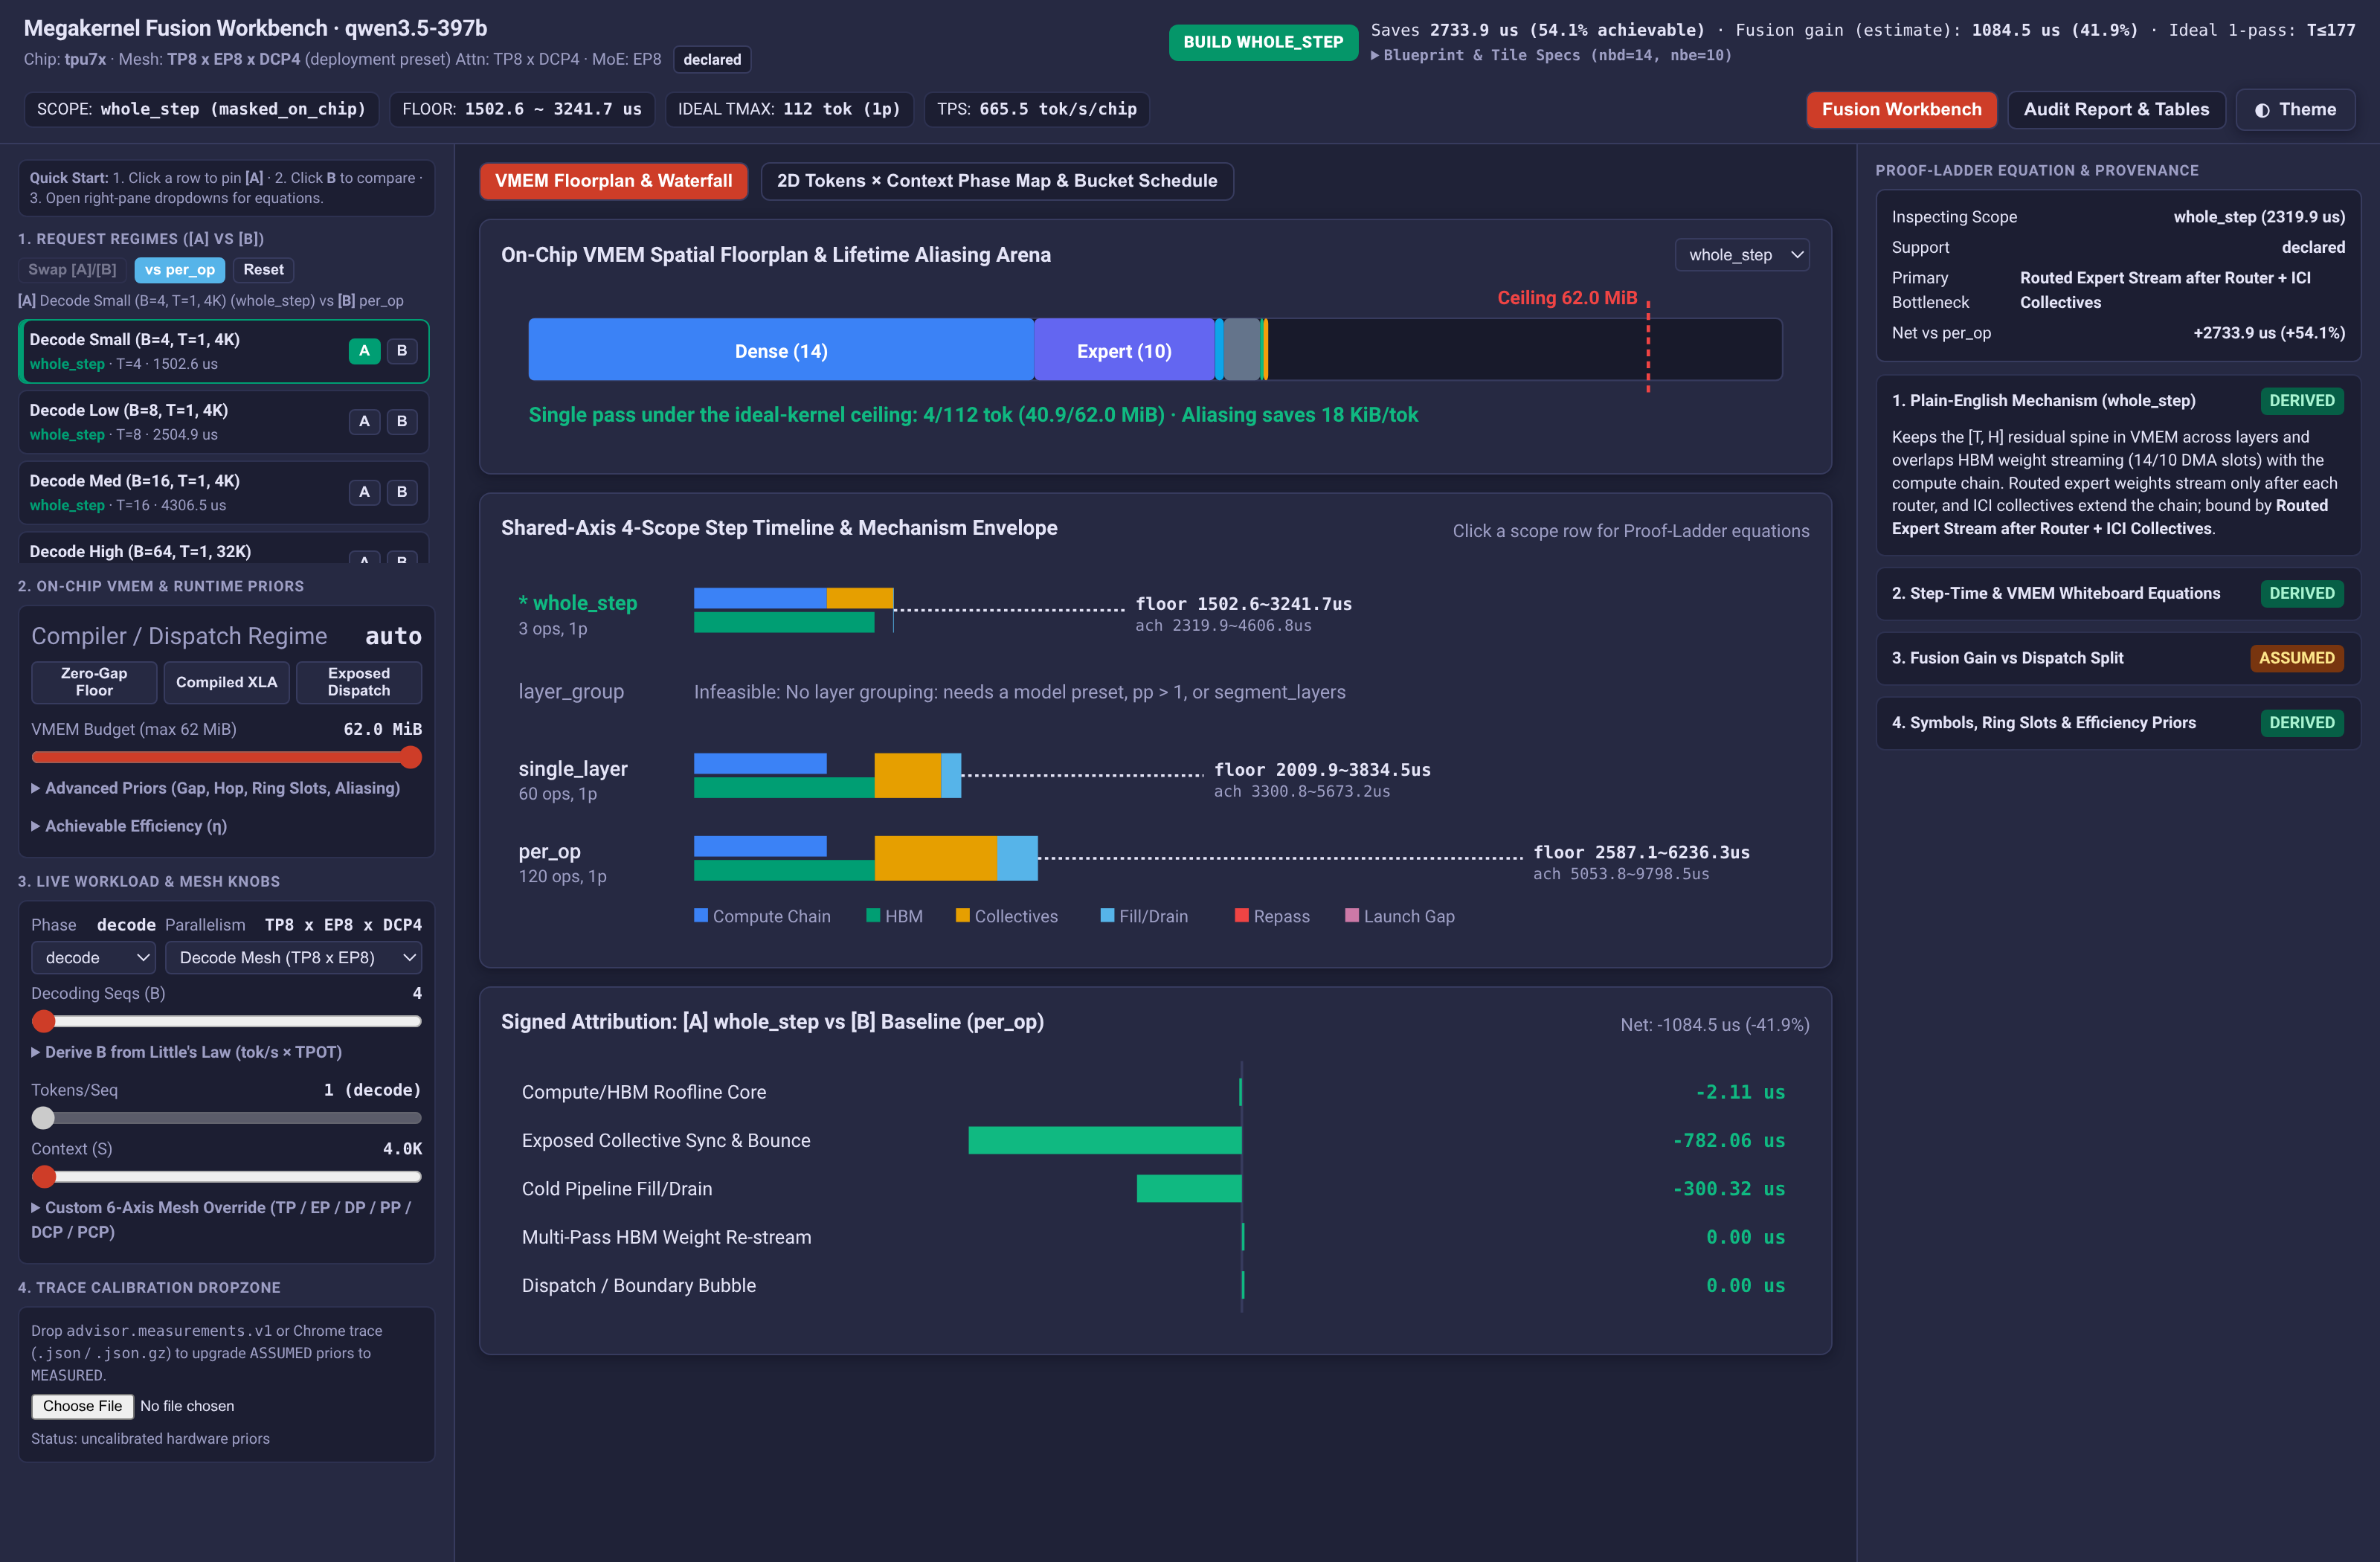 Megakernel Fusion Workbench · qwen3.5-397b
Chip: tpu7x · Mesh: TP8 x EP8 x DCP4 (deployment preset) Attn: TP8 x DCP4 · MoE: EP8 declared
BUILD WHOLE_STEP
Saves 2733.9 us (54.1% achievable) · Fusion gain (estimate): 1084.5 us (41.9%) · Ideal 1-pass: T≤177
▶ Blueprint & Tile Specs (nbd=14, nbe=10)
SCOPE: whole_step (masked_on_chip)
FLOOR: 1502.6 ~ 3241.7 us
IDEAL TMAX: 112 tok (1p)
TPS: 665.5 tok/s/chip
Fusion Workbench
Audit Report & Tables
◐ Theme
Quick Start: 1. Click a row to pin [A] · 2. Click B to compare ·
3. Open right-pane dropdowns for equations.
1. REQUEST REGIMES ([A] VS [B])
Swap [A]/[B] vs per_op Reset
[A] Decode Small (B=4, T=1, 4K) (whole_step) vs [B] per_op
Decode Small (B=4, T=1, 4K)
whole_step · T=4 · 1502.6 us
A B
Decode Low (B=8, T=1, 4K)
whole_step · T=8 · 2504.9 us
A B
Decode Med (B=16, T=1, 4K)
whole_step · T=16 · 4306.5 us
A B
Decode High (B=64, T=1, 32K)
A B
2. ON-CHIP VMEM & RUNTIME PRIORS
Compiler / Dispatch Regime auto
Zero-Gap
Floor
Compiled XLA
Exposed
Dispatch
VMEM Budget (max 62 MiB) 62.0 MiB
▶ Advanced Priors (Gap, Hop, Ring Slots, Aliasing)
▶ Achievable Efficiency (η)
3. LIVE WORKLOAD & MESH KNOBS
Phase decode Parallelism TP8 x EP8 x DCP4
decode
Decode Mesh (TP8 x EP8)
Decoding Seqs (B) 4
▶ Derive B from Little's Law (tok/s × TPOT)
Tokens/Seq 1 (decode)
Context (S) 4.0K
▶ Custom 6-Axis Mesh Override (TP / EP / DP / PP /
DCP / PCP)
4. TRACE CALIBRATION DROPZONE
Drop advisor.measurements.v1 or Chrome trace
(.json / .json.gz) to upgrade ASSUMED priors to
MEASURED.
Choose File No file chosen
Status: uncalibrated hardware priors
VMEM Floorplan & Waterfall
2D Tokens × Context Phase Map & Bucket Schedule
On-Chip VMEM Spatial Floorplan & Lifetime Aliasing Arena
whole_step
Ceiling 62.0 MiB
Dense (14)
Expert (10)
Single pass under the ideal-kernel ceiling: 4/112 tok (40.9/62.0 MiB) · Aliasing saves 18 KiB/tok
Shared-Axis 4-Scope Step Timeline & Mechanism Envelope
Click a scope row for Proof-Ladder equations
* whole_step
3 ops, 1p
floor 1502.6~3241.7us
ach 2319.9~4606.8us
layer_group
Infeasible: No layer grouping: needs a model preset, pp > 1, or segment_layers
single_layer
60 ops, 1p
floor 2009.9~3834.5us
ach 3300.8~5673.2us
per_op
120 ops, 1p
floor 2587.1~6236.3us
ach 5053.8~9798.5us
Compute Chain HBM Collectives Fill/Drain Repass Launch Gap
Signed Attribution: [A] whole_step vs [B] Baseline (per_op)
Net: -1084.5 us (-41.9%)
Compute/HBM Roofline Core -2.11 us
Exposed Collective Sync & Bounce -782.06 us
Cold Pipeline Fill/Drain -300.32 us
Multi-Pass HBM Weight Re-stream 0.00 us
Dispatch / Boundary Bubble 0.00 us
PROOF-LADDER EQUATION & PROVENANCE
Inspecting Scope whole_step (2319.9 us)
Support declared
Primary
Bottleneck
Routed Expert Stream after Router + ICI
Collectives
Net vs per_op +2733.9 us (+54.1%)
1. Plain-English Mechanism (whole_step) DERIVED
Keeps the [T, H] residual spine in VMEM across layers and
overlaps HBM weight streaming (14/10 DMA slots) with the
compute chain. Routed expert weights stream only after each
router, and ICI collectives extend the chain; bound by Routed
Expert Stream after Router + ICI Collectives.
2. Step-Time & VMEM Whiteboard Equations DERIVED
3. Fusion Gain vs Dispatch Split ASSUMED
4. Symbols, Ring Slots & Efficiency Priors DERIVED